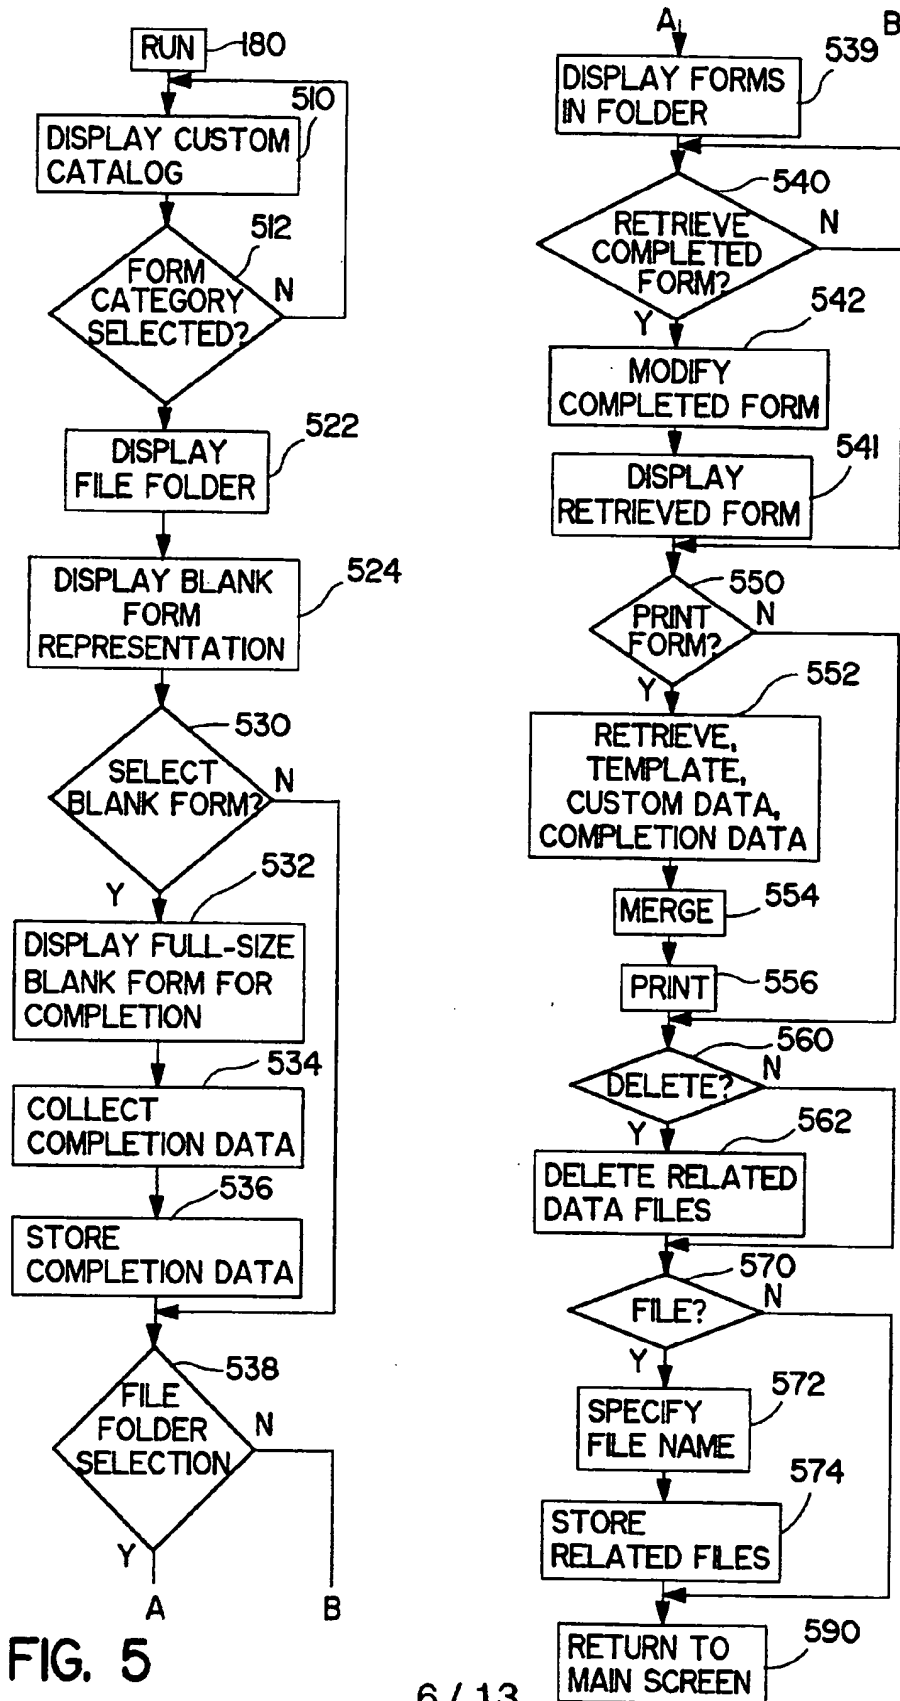 RUN
180
DISPLAY CUSTOM
CATALOG
510
FORM
CATEGORY
SELECTED?
512
N
DISPLAY
FILE FOLDER
522
DISPLAY BLANK
FORM
REPRESENTATION
524
SELECT
BLANK FORM?
530
N
Y
532
DISPLAY FULL-SIZE
BLANK FORM FOR
COMPLETION
534
COLLECT
COMPLETION DATA
536
STORE
COMPLETION DATA
538
FILE
FOLDER
SELECTION
N
Y
A
B
FIG. 5
A
B
539
DISPLAY FORMS
IN FOLDER
540
RETRIEVE
COMPLETED
FORM?
N
Y
542
MODIFY
COMPLETED FORM
541
DISPLAY
RETRIEVED FORM
550
PRINT
FORM?
N
Y
552
RETRIEVE,
TEMPLATE,
CUSTOM DATA,
COMPLETION DATA
MERGE
554
PRINT
556
560
DELETE?
N
Y
562
DELETE RELATED
DATA FILES
570
FILE?
N
Y
572
SPECIFY
FILE NAME
574
STORE
RELATED FILES
RETURN TO
MAIN SCREEN
590
6/13